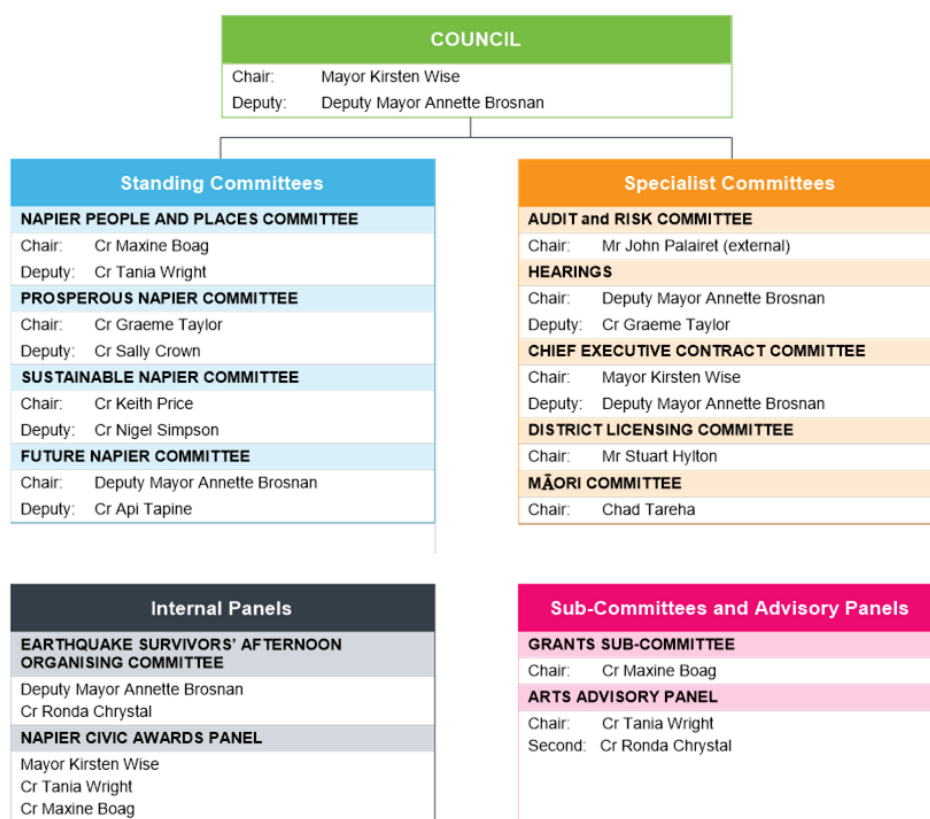 COUNCIL
Chair: Mayor Kirsten Wise
Deputy: Deputy Mayor Annette Brosnan
Standing Committees
NAPIER PEOPLE AND PLACES COMMITTEE
Chair: Cr Maxine Boag
Deputy: Cr Tania Wright
PROSPEROUS NAPIER COMMITTEE
Chair: Cr Graeme Taylor
Deputy: Cr Sally Crown
SUSTAINABLE NAPIER COMMITTEE
Chair: Cr Keith Price
Deputy: Cr Nigel Simpson
FUTURE NAPIER COMMITTEE
Chair: Deputy Mayor Annette Brosnan
Deputy: Cr Api Tapine
Specialist Committees
AUDIT and RISK COMMITTEE
Chair: Mr John Palairet (external)
HEARINGS
Chair: Deputy Mayor Annette Brosnan
Deputy: Cr Graeme Taylor
CHIEF EXECUTIVE CONTRACT COMMITTEE
Chair: Mayor Kirsten Wise
Deputy: Deputy Mayor Annette Brosnan
DISTRICT LICENSING COMMITTEE
Chair: Mr Stuart Hylton
MĀORI COMMITTEE
Chair: Chad Tareha
Internal Panels
EARTHQUAKE SURVIVORS' AFTERNOON
ORGANISING COMMITTEE
Deputy Mayor Annette Brosnan
Cr Ronda Chrystal
NAPIER CIVIC AWARDS PANEL
Mayor Kirsten Wise
Cr Tania Wright
Cr Maxine Boag
Sub-Committees and Advisory Panels
GRANTS SUB-COMMITTEE
Chair: Cr Maxine Boag
ARTS ADVISORY PANEL
Chair: Cr Tania Wright
Second: Cr Ronda Chrystal